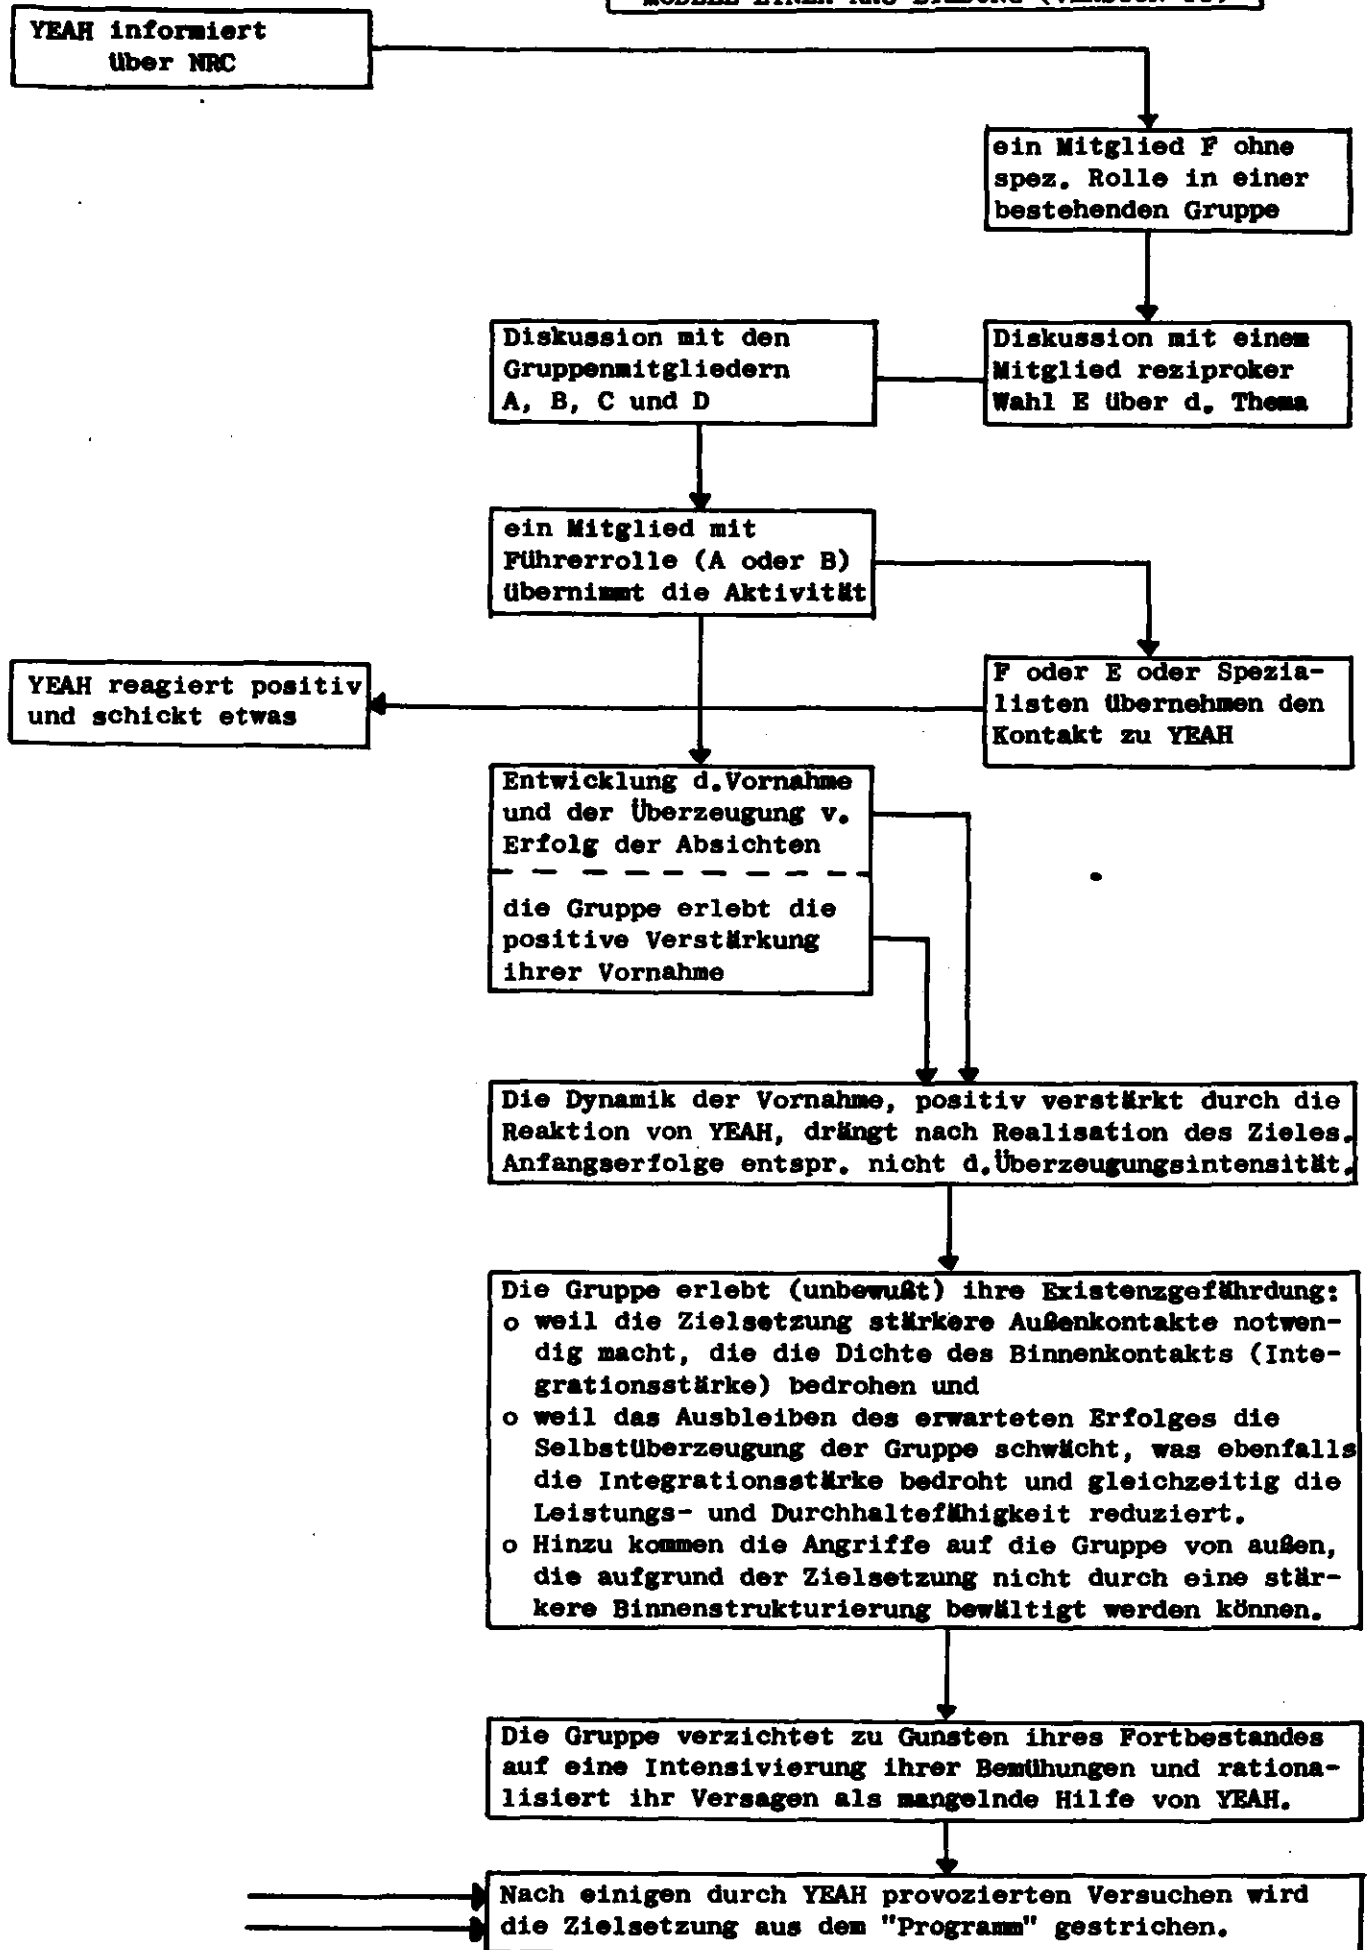 YEAH informiert
über NRC
ein Mitglied F ohne
spez. Rolle in einer
bestehenden Gruppe
Diskussion mit den
Gruppenmitgliedern
A, B, C und D
Diskussion mit einem
Mitglied reziproker
Wahl E über d. Thema
ein Mitglied mit
Führerrolle (A oder B)
übernimmt die Aktivität
YEAH reagiert positiv
und schickt etwas
F oder E oder Spezia-
listen übernehmen den
Kontakt zu YEAH
Entwicklung d.Vornahme
und der Überzeugung v.
Erfolg der Absichten
die Gruppe erlebt die
positive Verstärkung
ihrer Vornahme
Die Dynamik der Vornahme, positiv verstärkt durch die
Reaktion von YEAH, drängt nach Realisation des Zieles.
Anfangserfolge entspr. nicht d.Überzeugungsintensität.
Die Gruppe erlebt (unbewußt) ihre Existenzgefährdung:
o weil die Zielsetzung stärkere Außenkontakte notwen-
dig macht, die die Dichte des Binnenkontakts (Inte-
grationsstärke) bedrohen und
o weil das Ausbleiben des erwarteten Erfolges die
Selbstüberzeugung der Gruppe schwächt, was ebenfalls
die Integrationsstärke bedroht und gleichzeitig die
Leistungs- und Durchhaltefähigkeit reduziert.
o Hinzu kommen die Angriffe auf die Gruppe von außen,
die aufgrund der Zielsetzung nicht durch eine stär-
kere Binnenstrukturierung bewältigt werden können.
Die Gruppe verzichtet zu Gunsten ihres Fortbestandes
auf eine Intensivierung ihrer Bemühungen und rationa-
lisiert ihr Versagen als mangelnde Hilfe von YEAH.
Nach einigen durch YEAH provozierten Versuchen wird
die Zielsetzung aus dem "Programm" gestrichen.